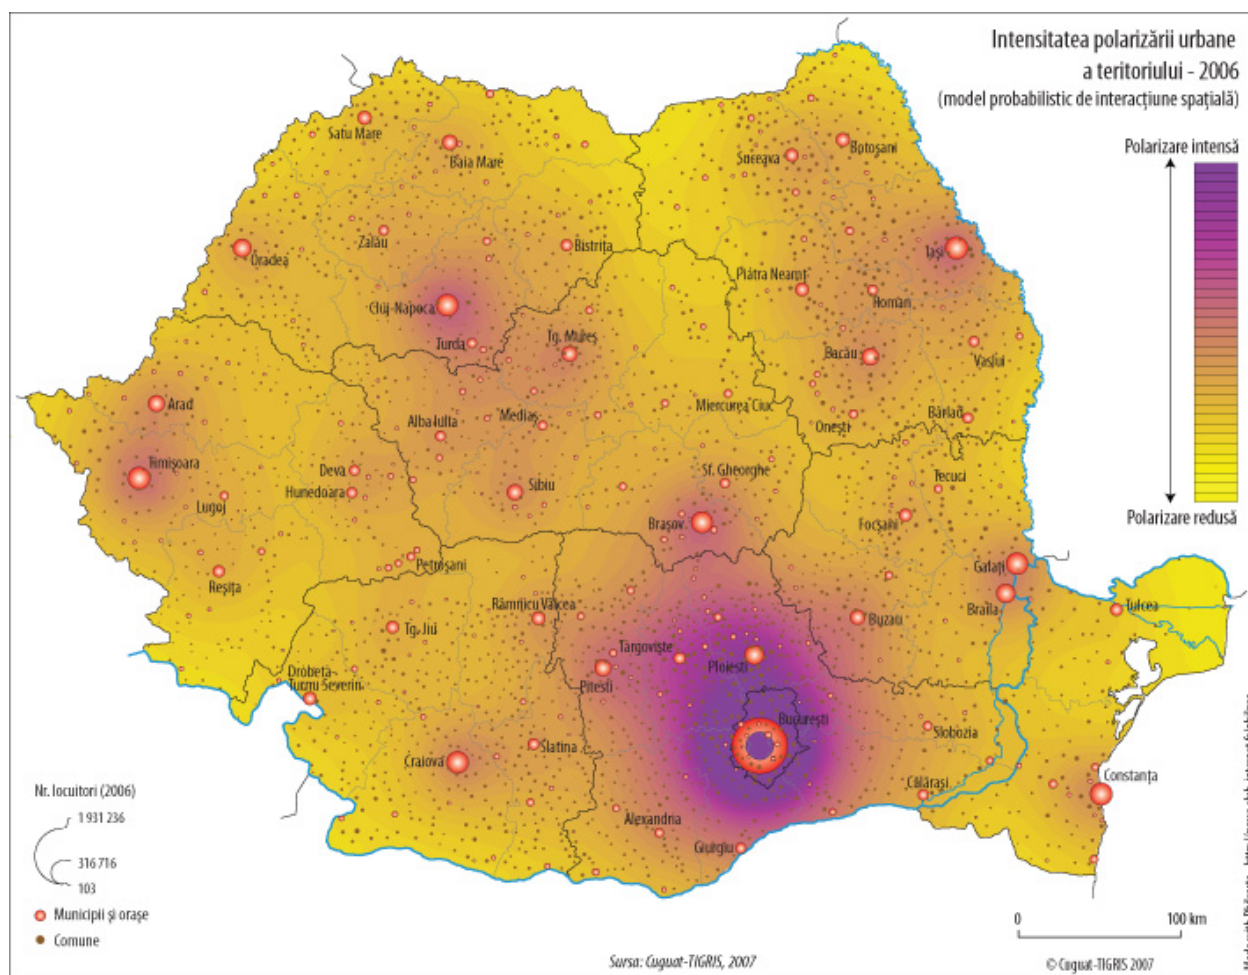 Intensitatea polarizării urbane
a teritoriului - 2006
(model probabilistic de interacțiune spațială)
Polarizare intensă
Polarizare redusă
Satu Mare
Baia Mare
Suceava
Botoșani
Zalău
Bistrița
Oradea
Iași
Cluj-Napoca
Piatra Neamț
Roman
Turda
Tg. Mureș
Bacău
Vaslui
Arad
Alba Iulia
Mediaș
Miercurea Ciuc
Onești
Bârlad
Timișoara
Deva
Hunedoara
Sibiu
Sf. Gheorghe
Tecuci
Lugoj
Brașov
Focșani
Reșița
Petroșani
Galați
Brăila
Râmnicu Vâlcea
Tulcea
Tg. Jiu
Târgoviște
Ploiesti
Buzau
Drobeta-
Turnu Severin
Pitesti
București
Slobozia
Craiova
Slatina
Călărași
Constanța
Alexandria
Giurgiu
Nr. locuitori (2006)
1 931 236
316 716
103
Municipii și orașe
Comune
0 100 km
Sursa: Cuguat-TIGRIS, 2007
© Cuguat-TIGRIS 2007